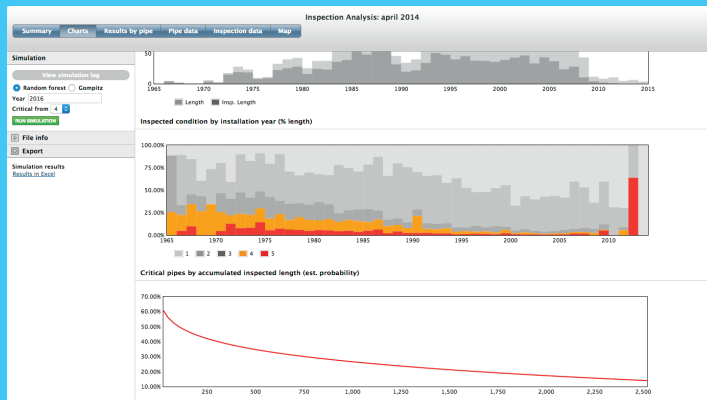 Inspection Analysis: april 2014
Summary Charts Results by pipe Pipe data Inspection data Map
Simulation
View simulation log
Random forest Gompitz
Year 2016
Critical from 4
RUN SIMULATION
File info
Export
Simulation results
Results in Excel
50
0
1965 1970 1975 1980 1985 1990 1995 2000 2005 2010 2015
Length Insp. Length
Inspected condition by installation year (% length)
100.00%
75.00%
50.00%
25.00%
0.00%
1965 1970 1975 1980 1985 1990 1995 2000 2005 2010
1 2 3 4 5
Critical pipes by accumulated inspected length (est. probability)
70.00%
60.00%
50.00%
40.00%
30.00%
20.00%
10.00%
250 500 750 1,000 1,250 1,500 1,750 2,000 2,250 2,500